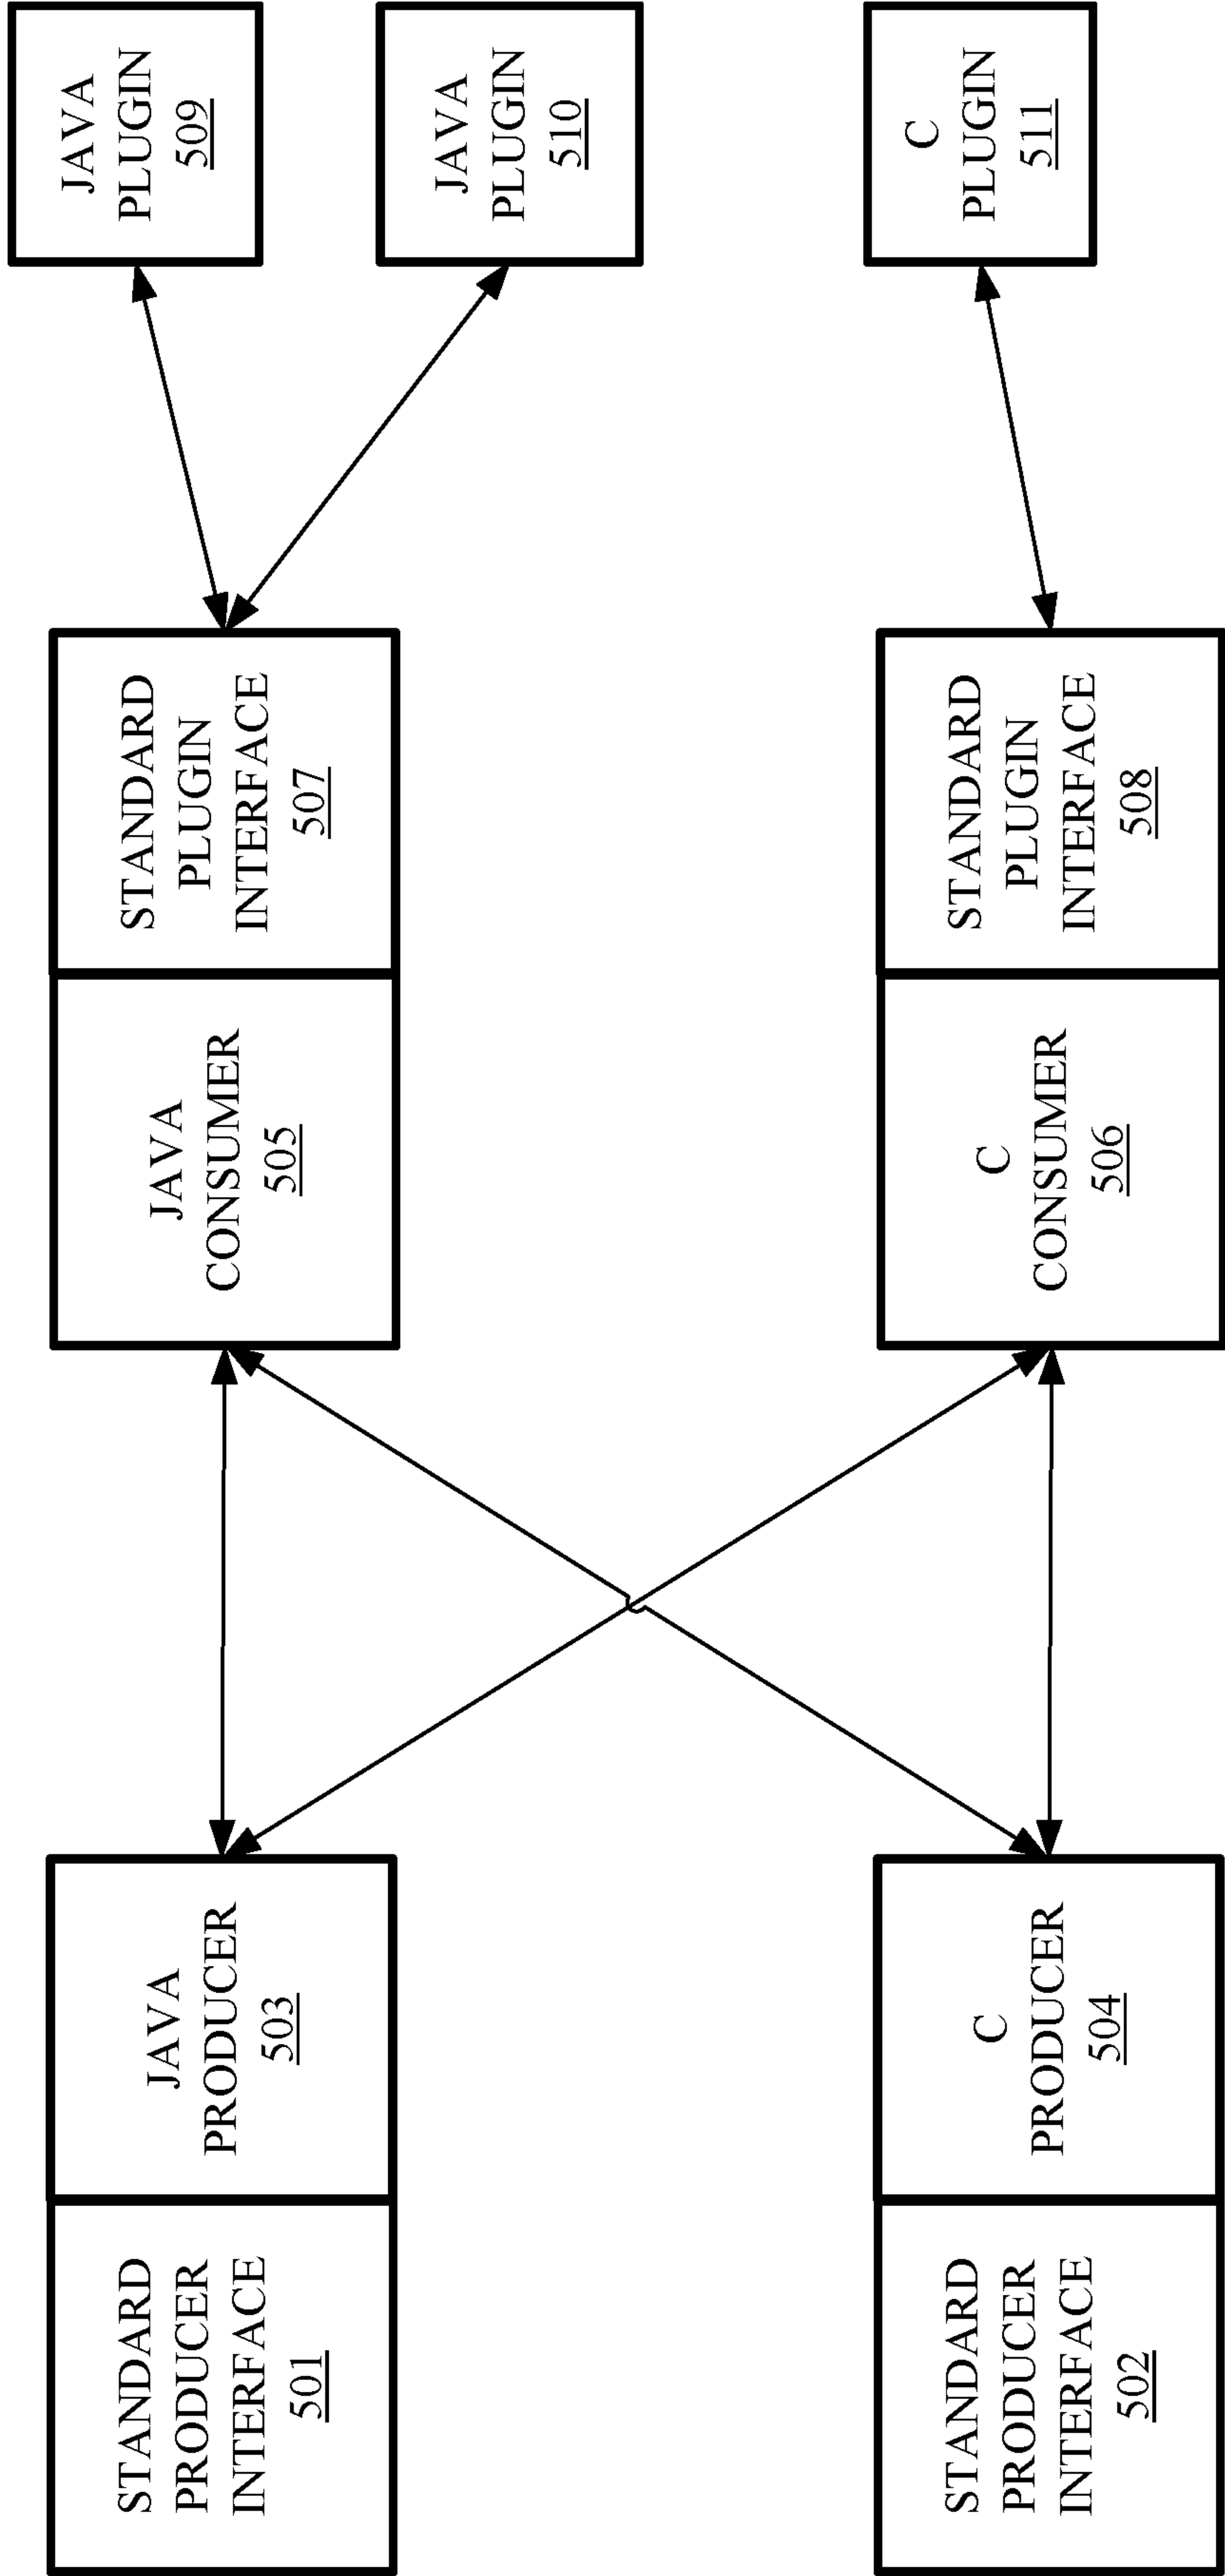 STANDARD
PRODUCER
INTERFACE
501
JAVA
PRODUCER
503
JAVA
CONSUMER
505
STANDARD
PLUGIN
INTERFACE
507
JAVA
PLUGIN
509
JAVA
PLUGIN
510
STANDARD
PRODUCER
INTERFACE
502
C
PRODUCER
504
C
CONSUMER
506
STANDARD
PLUGIN
INTERFACE
508
C
PLUGIN
511